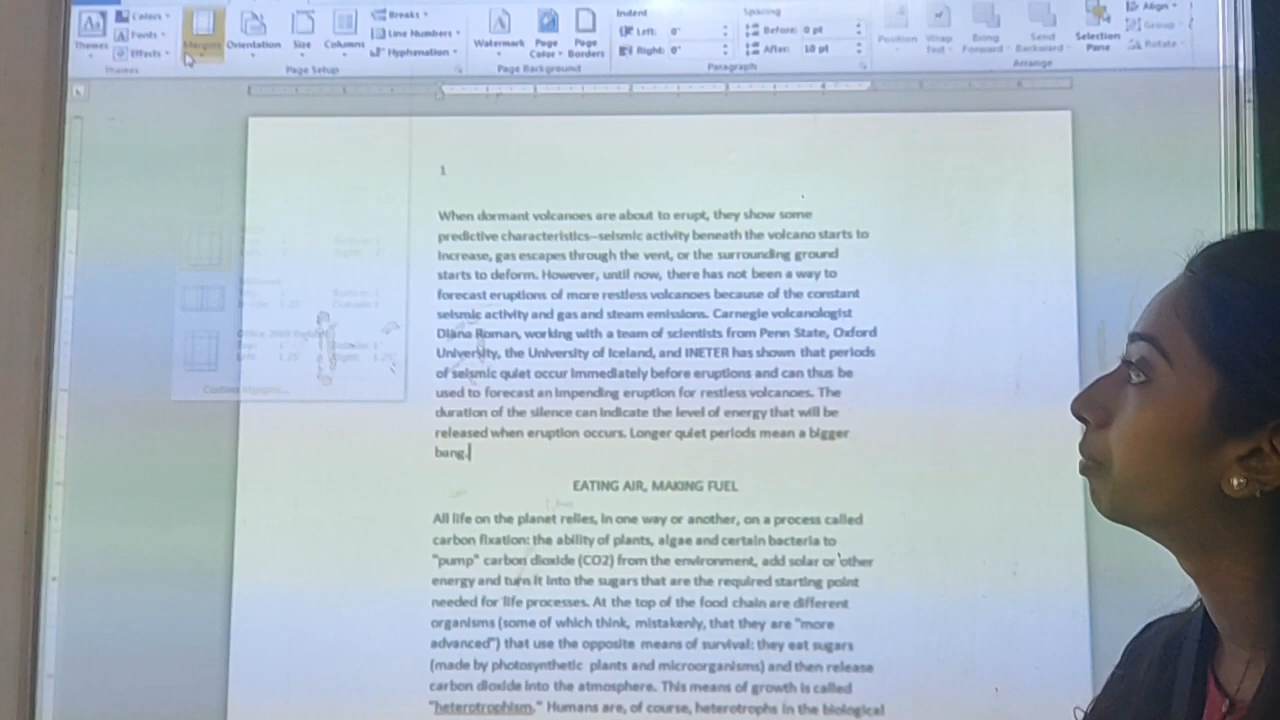 Colors
Breaks
Indent
Spacing
Align
Fonts
Line Numbers
Left: 0"
Before: 0 pt
Group
Themes
Effects
Margins
Orientation
Size
Columns
Hyphenation
Watermark
Page Color
Page Borders
Right: 0"
After: 10 pt
Position
Wrap Text
Bring Forward
Send Backward
Selection Pane
Rotate
Themes
Page Setup
Page Background
Paragraph
Arrange
1
When dormant volcanoes are about to erupt, they show some
predictive characteristics—seismic activity beneath the volcano starts to
increase, gas escapes through the vent, or the surrounding ground
starts to deform. However, until now, there has not been a way to
forecast eruptions of more restless volcanoes because of the constant
seismic activity and gas and steam emissions. Carnegie volcanologist
Diana Roman, working with a team of scientists from Penn State, Oxford
University, the University of Iceland, and INETER has shown that periods
of seismic quiet occur immediately before eruptions and can thus be
used to forecast an impending eruption for restless volcanoes. The
duration of the silence can indicate the level of energy that will be
released when eruption occurs. Longer quiet periods mean a bigger
bang.
EATING AIR, MAKING FUEL
All life on the planet relies, in one way or another, on a process called
carbon fixation: the ability of plants, algae and certain bacteria to
"pump" carbon dioxide (CO2) from the environment, add solar or other
energy and turn it into the sugars that are the required starting point
needed for life processes. At the top of the food chain are different
organisms (some of which think, mistakenly, that they are "more
advanced") that use the opposite means of survival: they eat sugars
(made by photosynthetic plants and microorganisms) and then release
carbon dioxide into the atmosphere. This means of growth is called
"heterotrophism." Humans are, of course, heterotrophs in the biological